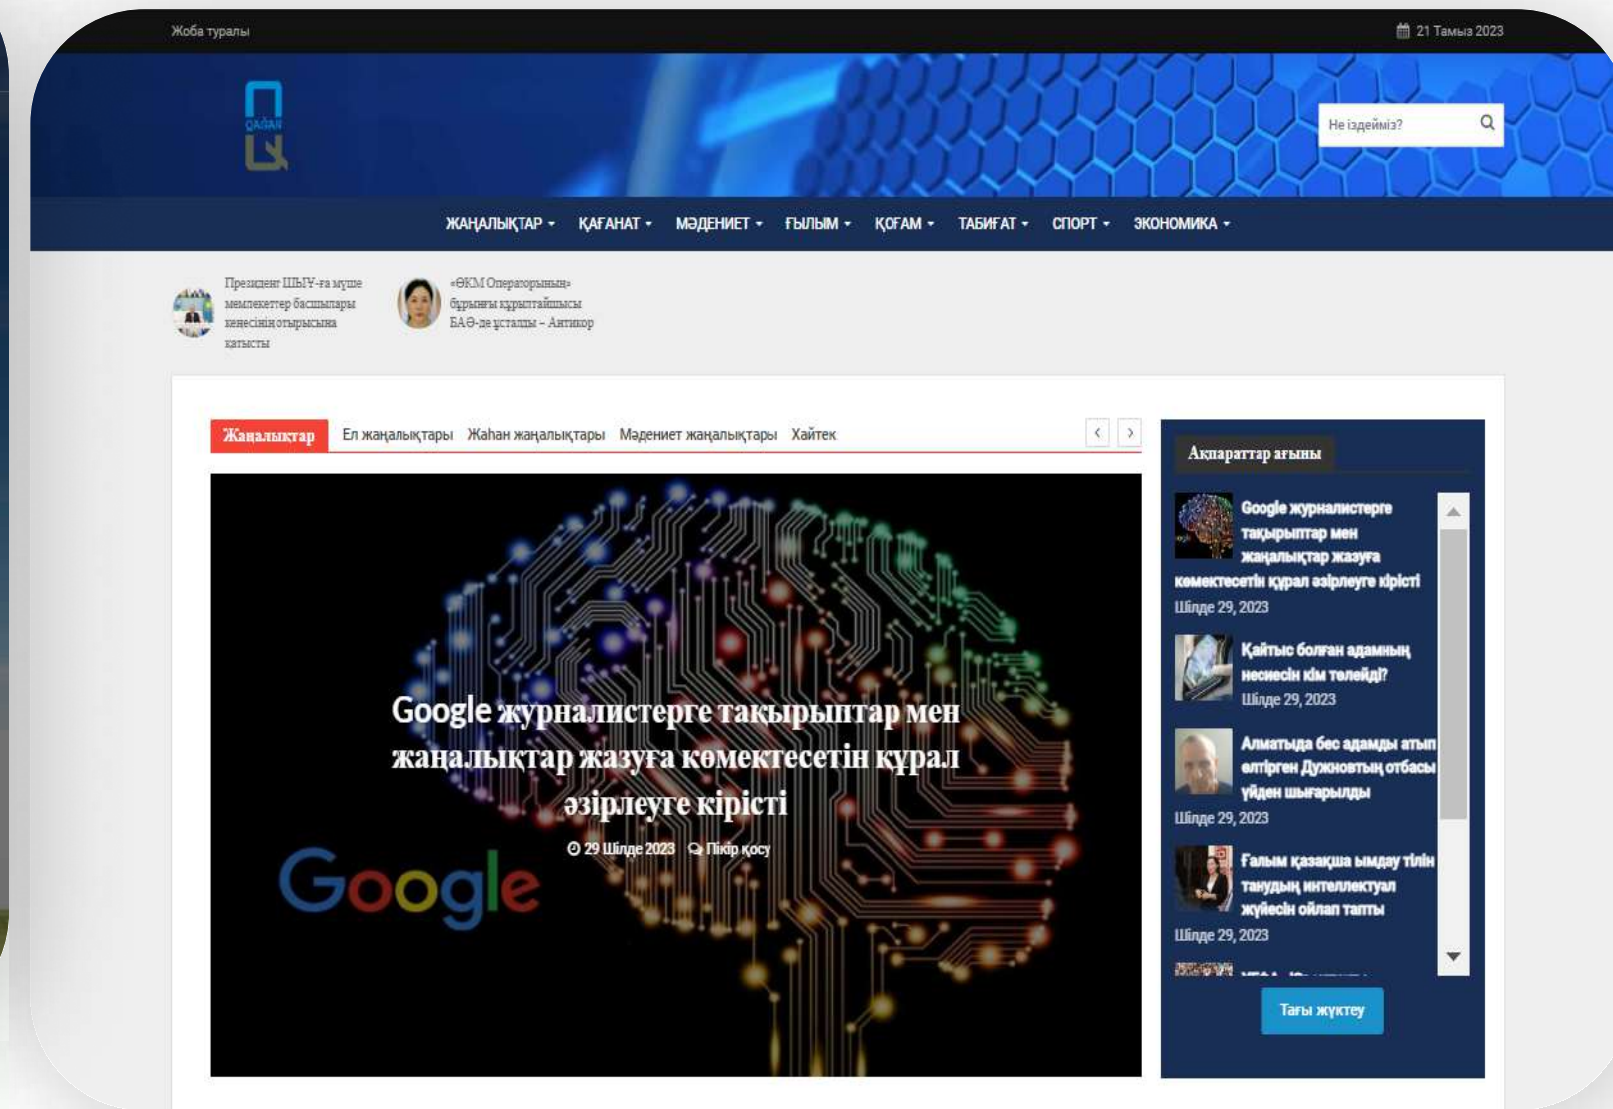 Жоба туралы
21 Тамыз 2023
QAĞAN
Не іздейміз?
ЖАҢАЛЫҚТАР
ҚАҒАНАТ
МӘДЕНИЕТ
ҒЫЛЫМ
ҚОҒАМ
ТАБИҒАТ
СПОРТ
ЭКОНОМИКА
Президент ШЫҰ-ға мүше
мемлекеттер басшылары
кеңесінің отырысына
қатысты
«ӨКМ Операторының»
бұрынғы құрылтайшысы
БАӘ-де ұсталды – Антикор
Жаңалықтар
Ел жаңалықтары
Жаһан жаңалықтары
Мәдениет жаңалықтары
Хайтек
Google журналистерге тақырыптар мен
жаңалықтар жазуға көмектесетін құрал
әзірлеуге кірісті
29 Шілде 2023 Пікір қосу
Google
Ақпараттар ағыны
Google журналистерге
тақырыптар мен
жаңалықтар жазуға
көмектесетін құрал әзірлеуге кірісті
Шілде 29, 2023
Қайтыс болған адамның
несиесін кім төлейді?
Шілде 29, 2023
Алматыда бес адамды атып
өлтірген Дужновтың отбасы
үйден шығарылды
Шілде 29, 2023
Ғалым қазақша ымдау тілін
танудың интеллектуал
жүйесін ойлап тапты
Шілде 29, 2023
Тағы жүктеу